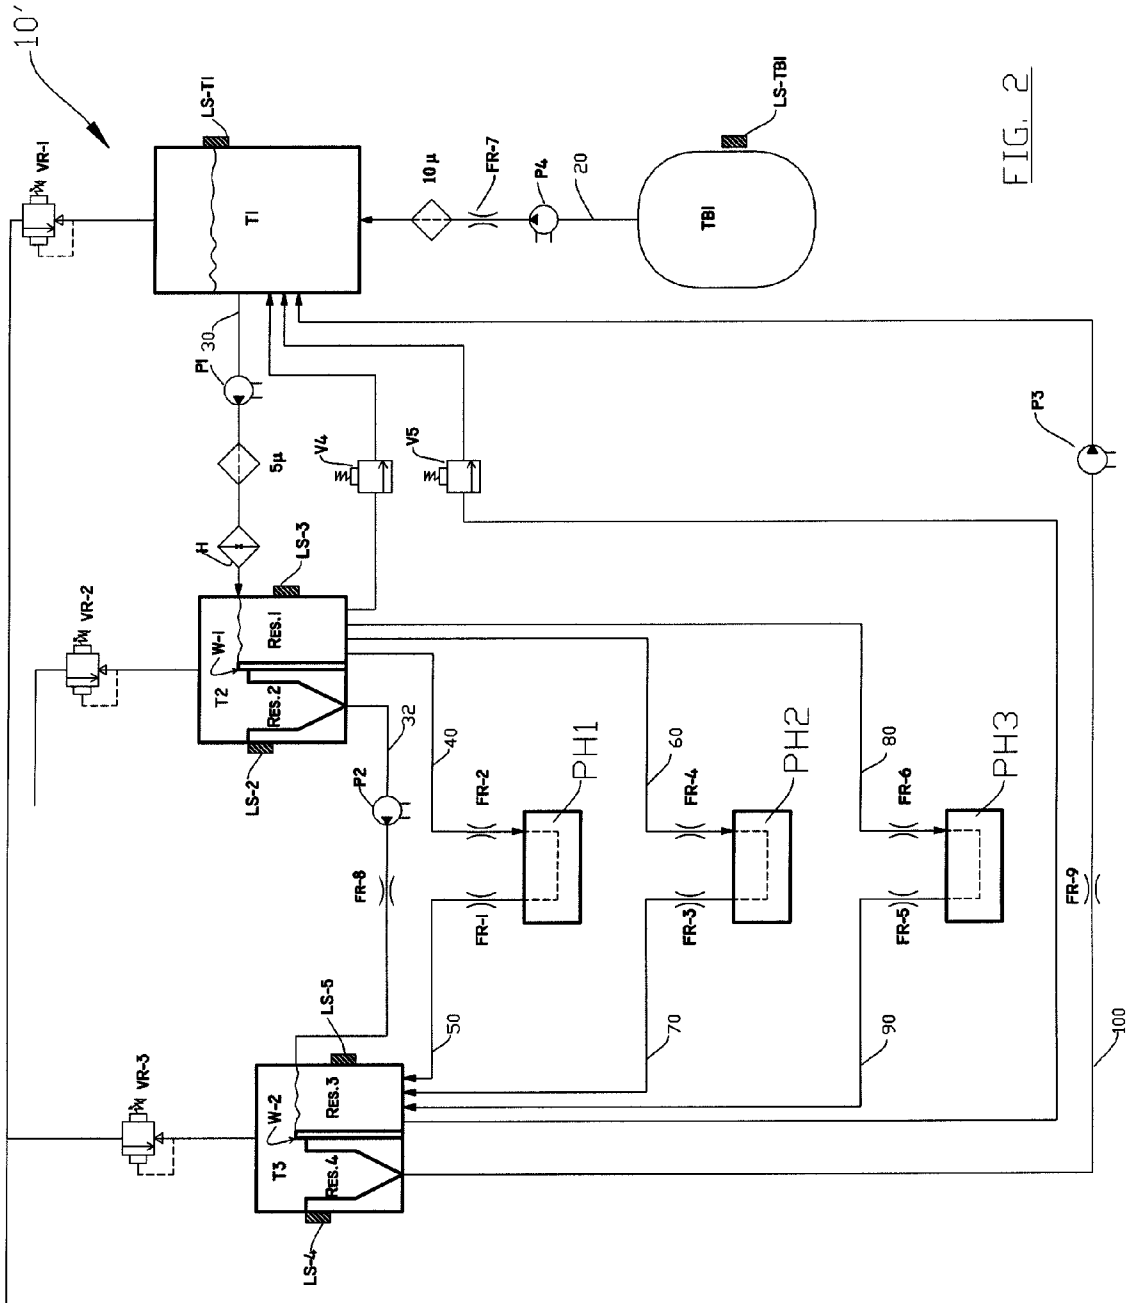 10'
VR-1
LS-T1
T1
10 μ
FR-7
P4
20
TB1
LS-TB1
FIG. 2
30
P1
5μ
H
V4
V5
P3
VR-2
W-1
T2
RES.1
RES.2
LS-3
LS-2
32
P2
FR-8
40
60
80
FR-2
FR-4
FR-6
PH1
PH2
PH3
FR-1
FR-3
FR-5
FR-9
50
70
90
100
VR-3
W-2
T3
RES.3
RES.4
LS-5
LS-4